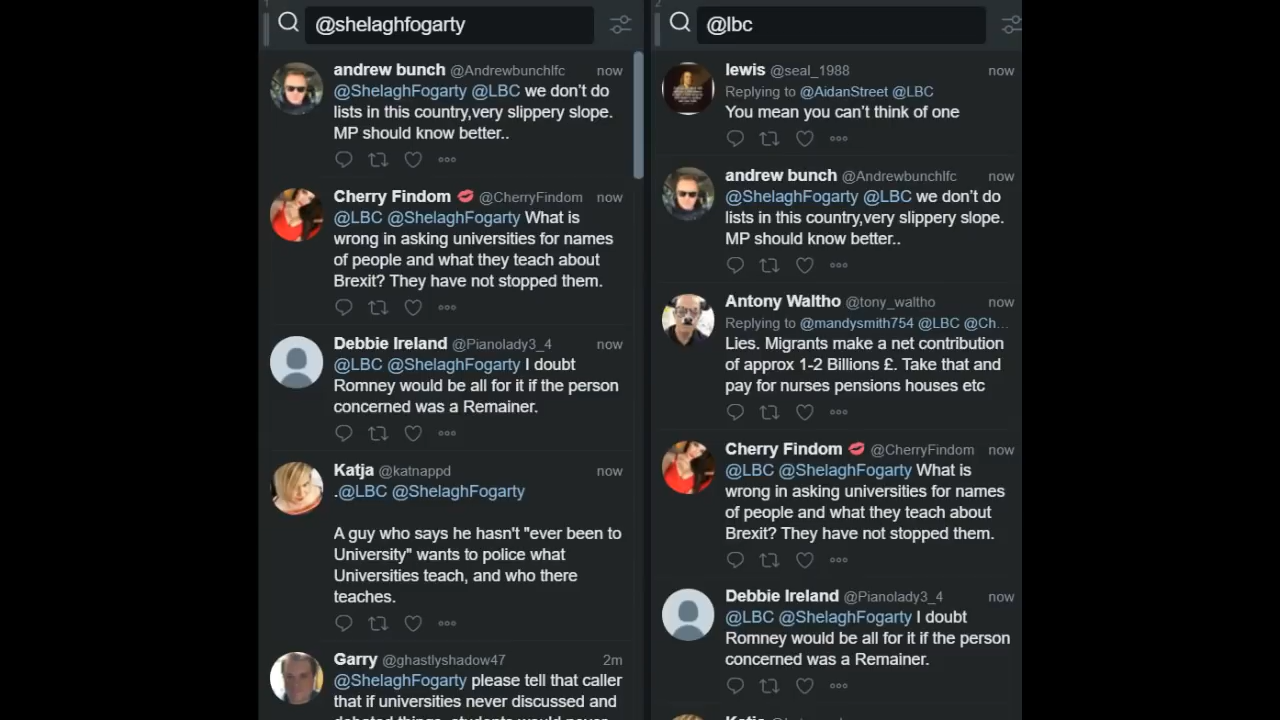 1
@shelaghfogarty
andrew bunch @Andrewbunchlfc now
@ShelaghFogarty @LBC we don't do
lists in this country,very slippery slope.
MP should know better..
Cherry Findom 💋 @CherryFindom now
@LBC @ShelaghFogarty What is
wrong in asking universities for names
of people and what they teach about
Brexit? They have not stopped them.
Debbie Ireland @Pianolady3_4 now
@LBC @ShelaghFogarty I doubt
Romney would be all for it if the person
concerned was a Remainer.
Katja @katnappd now
.@LBC @ShelaghFogarty
A guy who says he hasn't "ever been to
University" wants to police what
Universities teach, and who there
teaches.
Garry @ghastlyshadow47 2m
@ShelaghFogarty please tell that caller
that if universities never discussed and
debated things, students would never
2
@lbc
lewis @seal_1988 now
Replying to @AidanStreet @LBC
You mean you can't think of one
andrew bunch @Andrewbunchlfc now
@ShelaghFogarty @LBC we don't do
lists in this country,very slippery slope.
MP should know better..
Antony Waltho @tony_waltho now
Replying to @mandysmith754 @LBC @Ch...
Lies. Migrants make a net contribution
of approx 1-2 Billions £. Take that and
pay for nurses pensions houses etc
Cherry Findom 💋 @CherryFindom now
@LBC @ShelaghFogarty What is
wrong in asking universities for names
of people and what they teach about
Brexit? They have not stopped them.
Debbie Ireland @Pianolady3_4 now
@LBC @ShelaghFogarty I doubt
Romney would be all for it if the person
concerned was a Remainer.
Katja